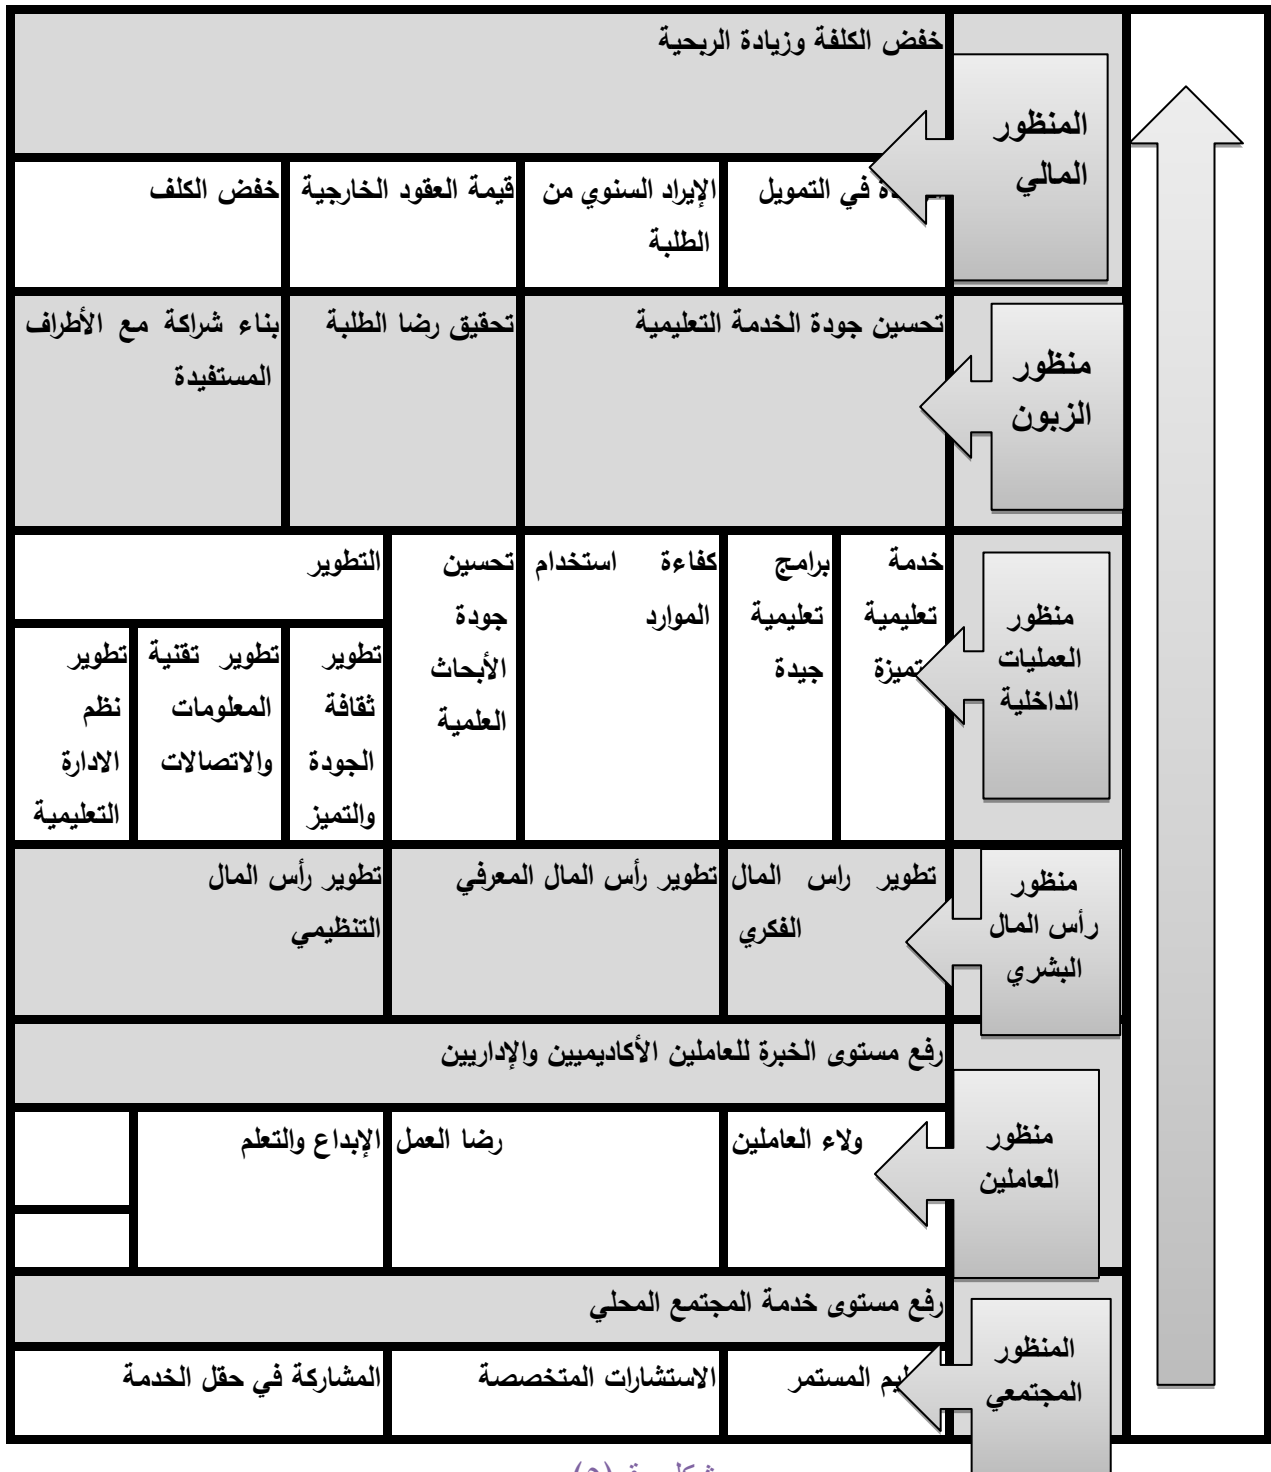 خفض الكلفة وزيادة الربحية
المنظور
المالي
في التمويل
الإيراد السنوي من
الطلبة
قيمة العقود الخارجية
خفض الكلف
منظور
الزبون
تحسين جودة الخدمة التعليمية
تحقيق رضا الطلبة
بناء شراكة مع الأطراف
المستفيدة
منظور
العمليات
الداخلية
خدمة
تعليمية
برامج
تعليمية
جيدة
كفاءة استخدام
الموارد
تحسين
جودة
الأبحاث
العلمية
التطوير
تطوير
ثقافة
الجودة
والتميز
تطوير تقنية
المعلومات
والاتصالات
تطوير
نظم
الادارة
التعليمية
منظور
رأس المال
البشري
تطوير راس المال
الفكري
تطوير رأس المال المعرفي
تطوير رأس المال
التنظيمي
رفع مستوى الخبرة للعاملين الأكاديميين والإداريين
منظور
العاملين
ولاء العاملين
رضا العمل
الإبداع والتعلم
رفع مستوى خدمة المجتمع المحلي
المنظور
المجتمعي
المستمر
الاستشارات المتخصصة
المشاركة في حقل الخدمة
(٥)